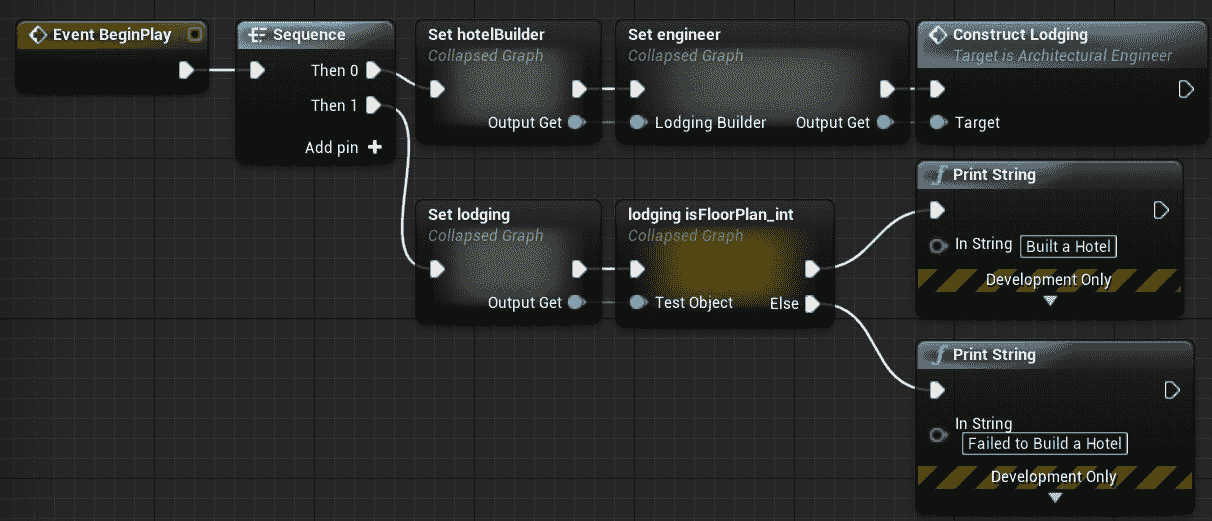 Event BeginPlay
Sequence
Then 0
Then 1
Add pin
Set hotelBuilder
Collapsed Graph
Output Get
Set engineer
Collapsed Graph
Lodging Builder Output Get
Construct Lodging
Target is Architectural Engineer
Target
Set lodging
Collapsed Graph
Output Get
lodging isFloorPlan_int
Collapsed Graph
Test Object
Else
f Print String
In String Built a Hotel
Development Only
f Print String
In String
Failed to Build a Hotel
Development Only